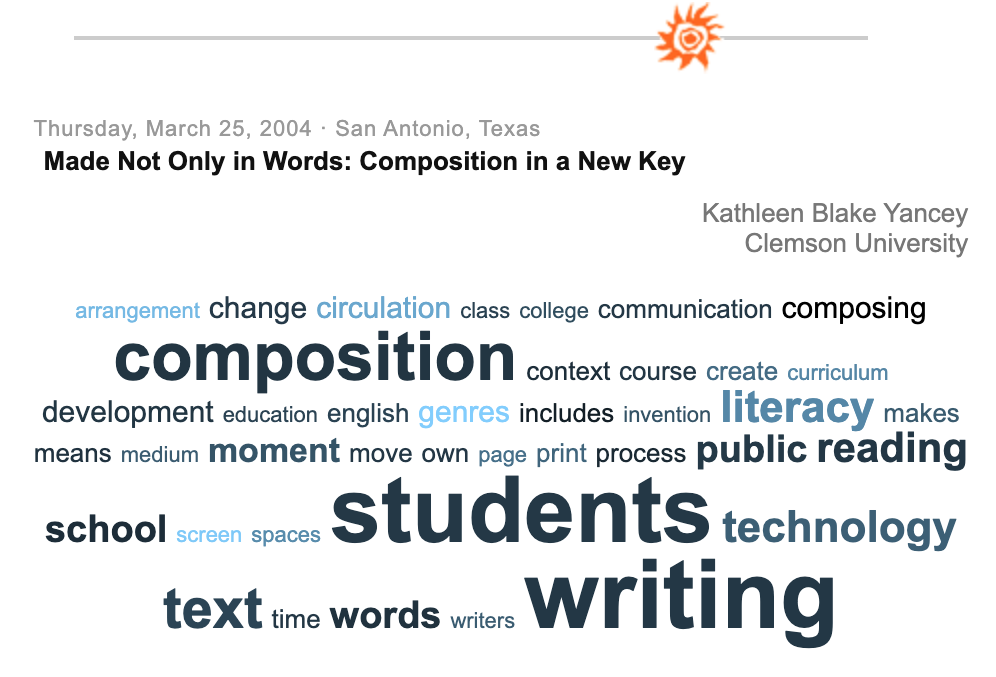 Thursday, March 25, 2004 · San Antonio, Texas
Made Not Only in Words: Composition in a New Key
Kathleen Blake Yancey
Clemson University
arrangement change circulation class college communication composing
composition context course create curriculum
development education english genres includes invention literacy makes
means medium moment move own page print process public reading
school screen spaces students technology
text time words writers writing